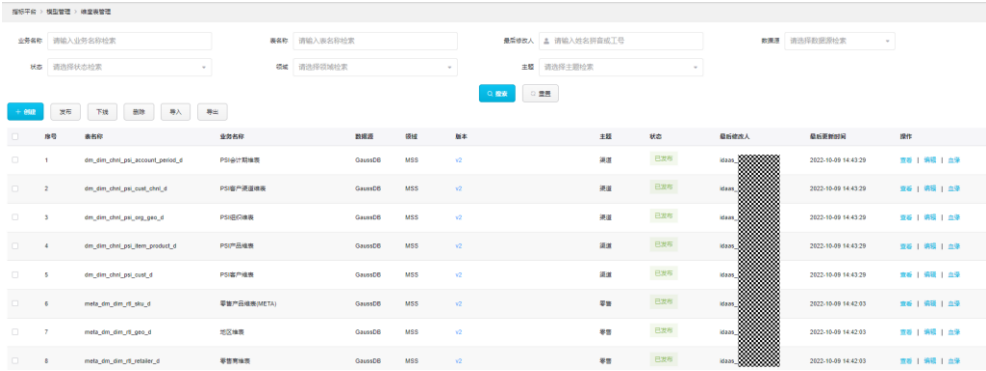 指标平台 > 模型管理 > 维度表管理
业务名称 请输入业务名称检索 表名称 请输入表名称检索 最后修改人 请输入姓名拼音或工号 数据源 请选择数据源检索
状态 请选择状态检索 领域 请选择领域检索 主题 请选择主题检索
搜索 重置
+ 创建 发布 下线 删除 导入 导出
序号 表名称 业务名称 数据源 领域 版本 主题 状态 最后修改人 最后更新时间 操作
1 dm_dim_chnl_psi_account_period_d PSI会计期维表 GaussDB MSS v2 渠道 已发布 idaas_ 2022-10-09 14:43:29 查看 | 编辑 | 血缘
2 dm_dim_chnl_psi_cust_chnl_d PSI客户渠道维表 GaussDB MSS v2 渠道 已发布 idaas_ 2022-10-09 14:43:29 查看 | 编辑 | 血缘
3 dm_dim_chnl_psi_org_geo_d PSI组织维表 GaussDB MSS v2 渠道 已发布 idaas_ 2022-10-09 14:43:29 查看 | 编辑 | 血缘
4 dm_dim_chnl_psi_item_product_d PSI产品维表 GaussDB MSS v2 渠道 已发布 idaas_ 2022-10-09 14:43:29 查看 | 编辑 | 血缘
5 dm_dim_chnl_psi_cust_d PSI客户维表 GaussDB MSS v2 渠道 已发布 idaas_ 2022-10-09 14:43:29 查看 | 编辑 | 血缘
6 meta_dm_dim_rtl_sku_d 零售产品维表(META) GaussDB MSS v2 零售 已发布 idaas_ 2022-10-09 14:42:03 查看 | 编辑 | 血缘
7 meta_dm_dim_rtl_geo_d 地区维表 GaussDB MSS v2 零售 已发布 idaas_ 2022-10-09 14:42:03 查看 | 编辑 | 血缘
8 meta_dm_dim_rtl_retailer_d 零售商维表 GaussDB MSS v2 零售 已发布 idaas_ 2022-10-09 14:42:03 查看 | 编辑 | 血缘